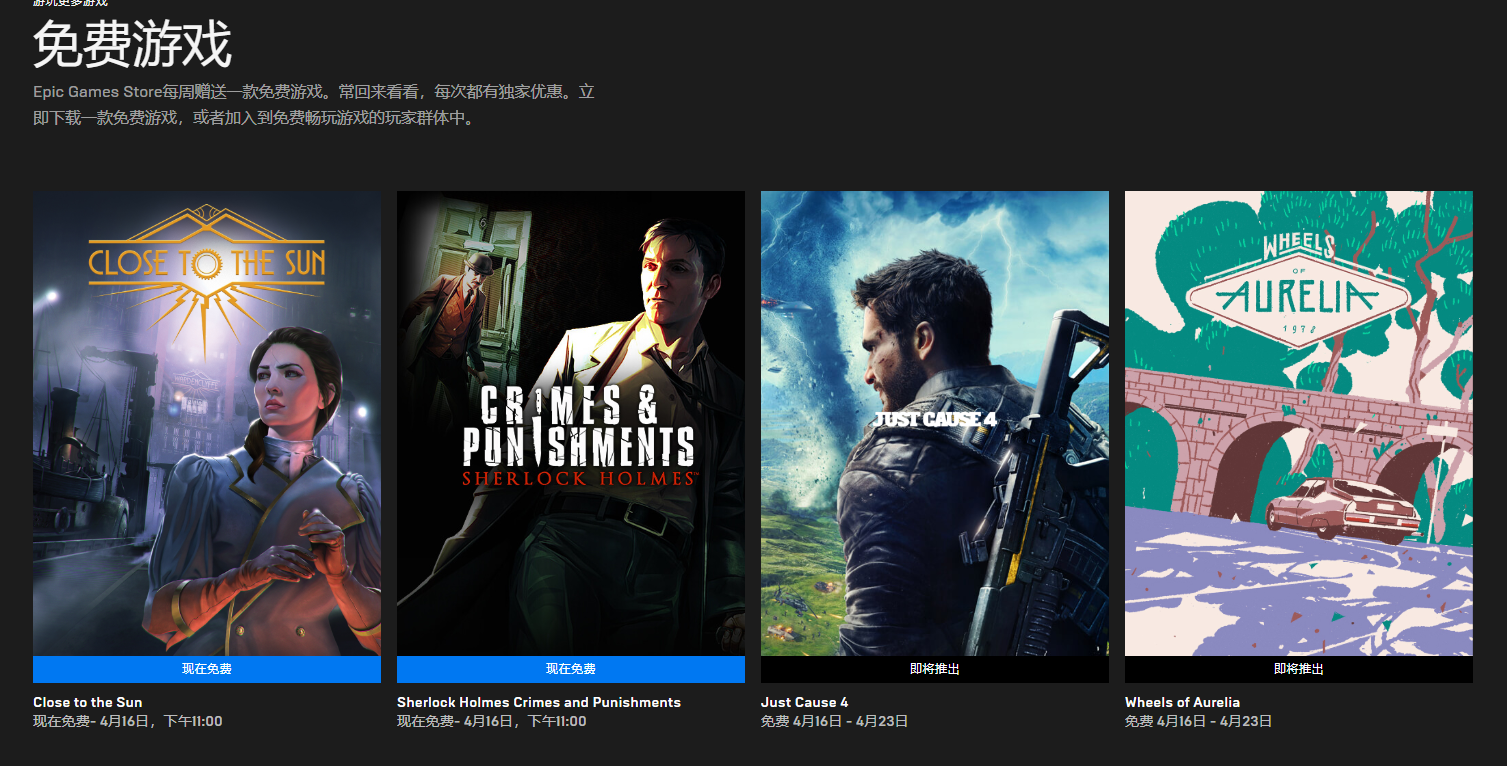 游玩更多游戏
免费游戏
Epic Games Store每周赠送一款免费游戏。常回来看看，每次都有独家优惠。立
即下载一款免费游戏，或者加入到免费畅玩游戏的玩家群体中。
CLOSE TO THE SUN
WARDENCLYFFE
现在免费
Close to the Sun
现在免费- 4月16日，下午11:00
CRIMES &
PUNISHMENTS
SHERLOCK HOLMES™
现在免费
Sherlock Holmes Crimes and Punishments
现在免费- 4月16日，下午11:00
JUST CAUSE 4
即将推出
Just Cause 4
免费 4月16日 - 4月23日
WHEELS
OF
AURELIA
1978
即将推出
Wheels of Aurelia
免费 4月16日 - 4月23日